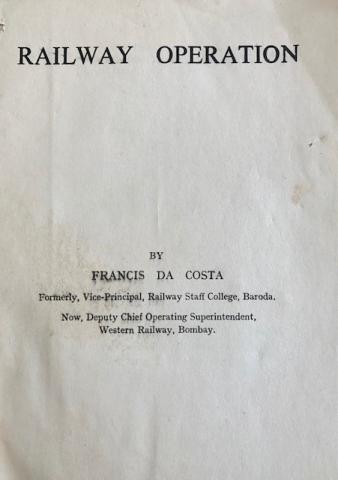 RAILWAY OPERATION
BY
FRANCIS DA COSTA
Formerly, Vice-Principal, Railway Staff College, Baroda.
Now, Deputy Chief Operating Superintendent,
Western Railway, Bombay.